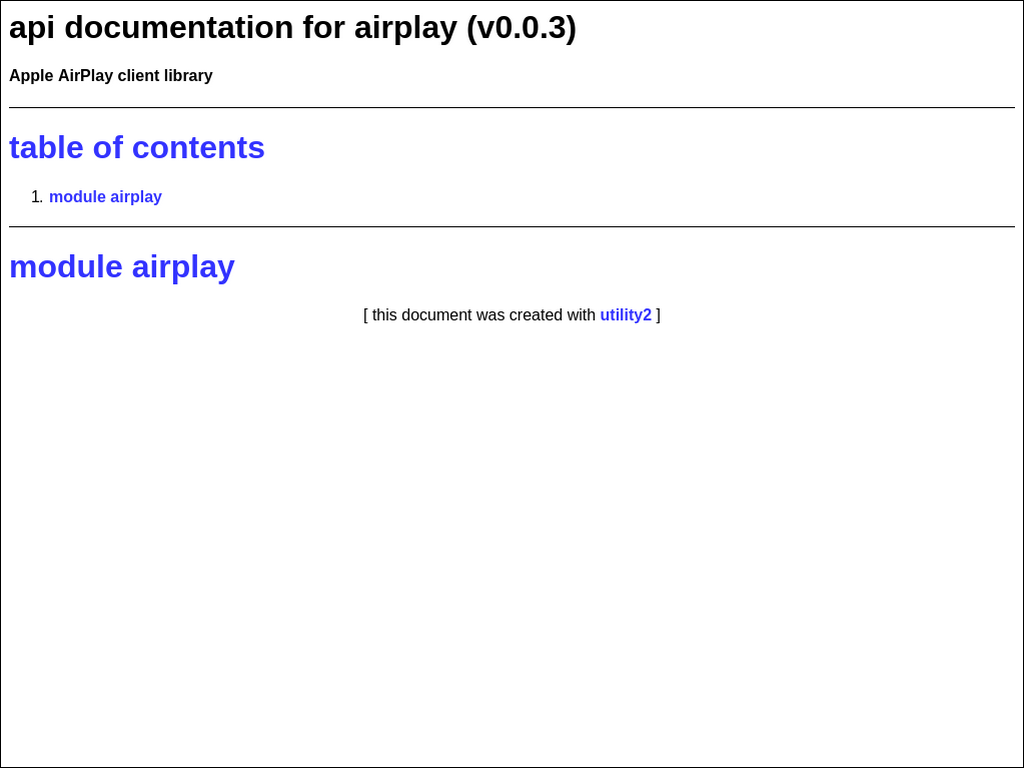 api documentation for airplay (v0.0.3)
Apple AirPlay client library
table of contents
1. module airplay
module airplay
[ this document was created with utility2 ]